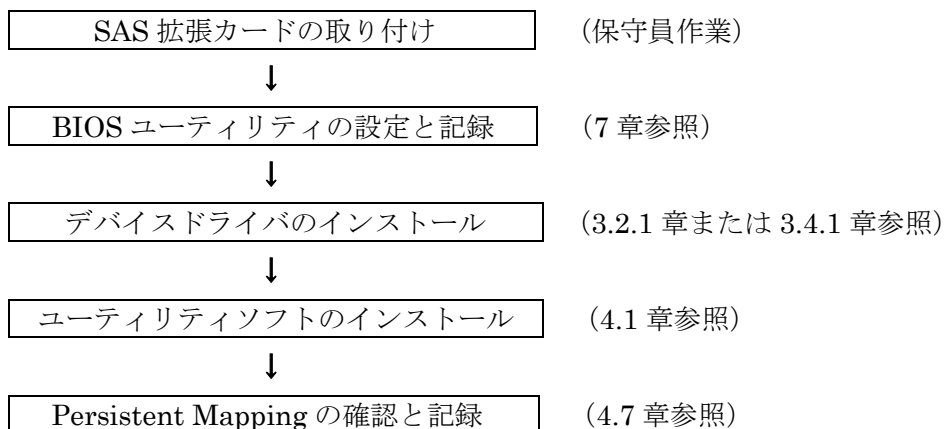 SAS 拡張カードの取り付け (保守員作業)
↓
BIOS ユーティリティの設定と記録 (7 章参照)
↓
デバイスドライバのインストール (3.2.1 章または 3.4.1 章参照)
↓
ユーティリティソフトのインストール (4.1 章参照)
↓
Persistent Mapping の確認と記録 (4.7 章参照)